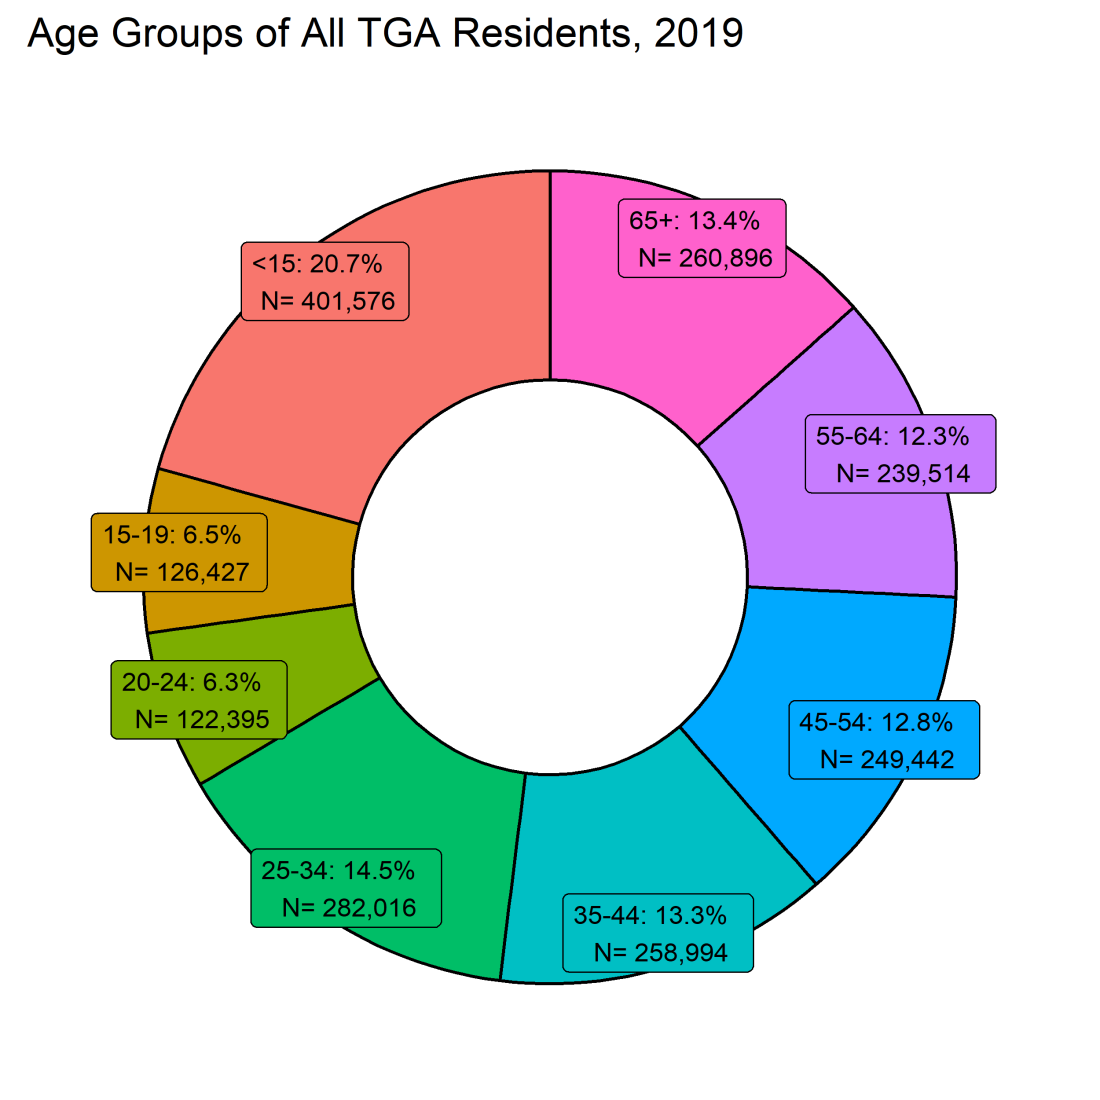 Age Groups of All TGA Residents, 2019
65+: 13.4%
N= 260,896
<15: 20.7%
N= 401,576
55-64: 12.3%
N= 239,514
15-19: 6.5%
N= 126,427
20-24: 6.3%
N= 122,395
45-54: 12.8%
N= 249,442
25-34: 14.5%
N= 282,016
35-44: 13.3%
N= 258,994